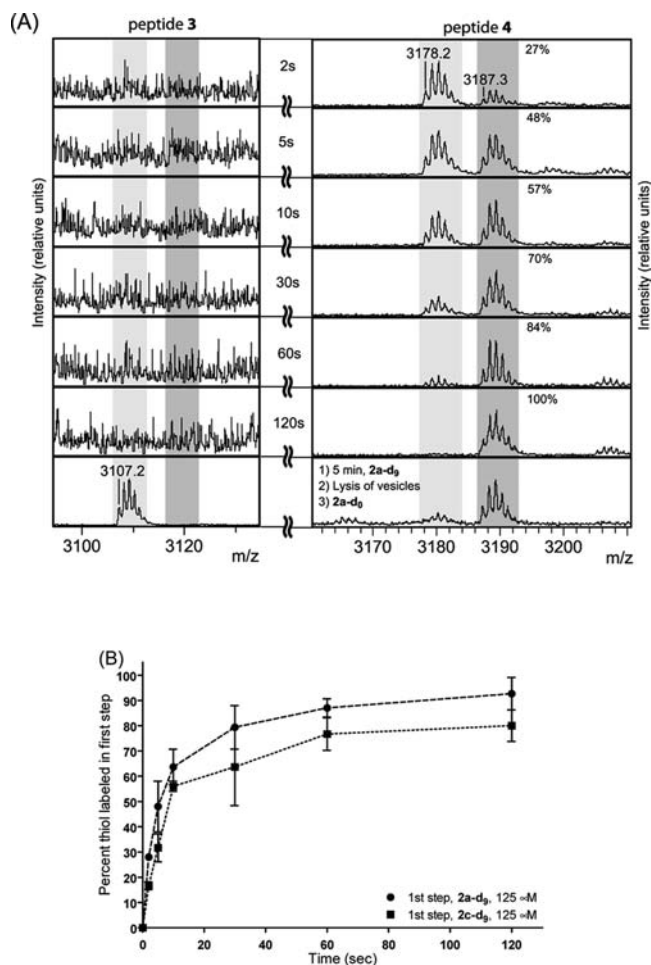 (A)
peptide 3
peptide 4
Intensity (relative units)
2s
3178.2
3187.3
27%
5s
48%
10s
57%
30s
70%
60s
84%
120s
100%
3107.2
1) 5 min, 2a-d₉
2) Lysis of vesicles
3) 2a-d₀
Intensity (relative units)
3100 3120 m/z
3170 3180 3190 3200 m/z
(B)
Percent thiol labeled in first step
100
90
80
70
60
50
40
30
20
10
0
1st step, 2a-d₉, 125 ∝M
1st step, 2c-d₉, 125 ∝M
0 20 40 60 80 100 120
Time (sec)